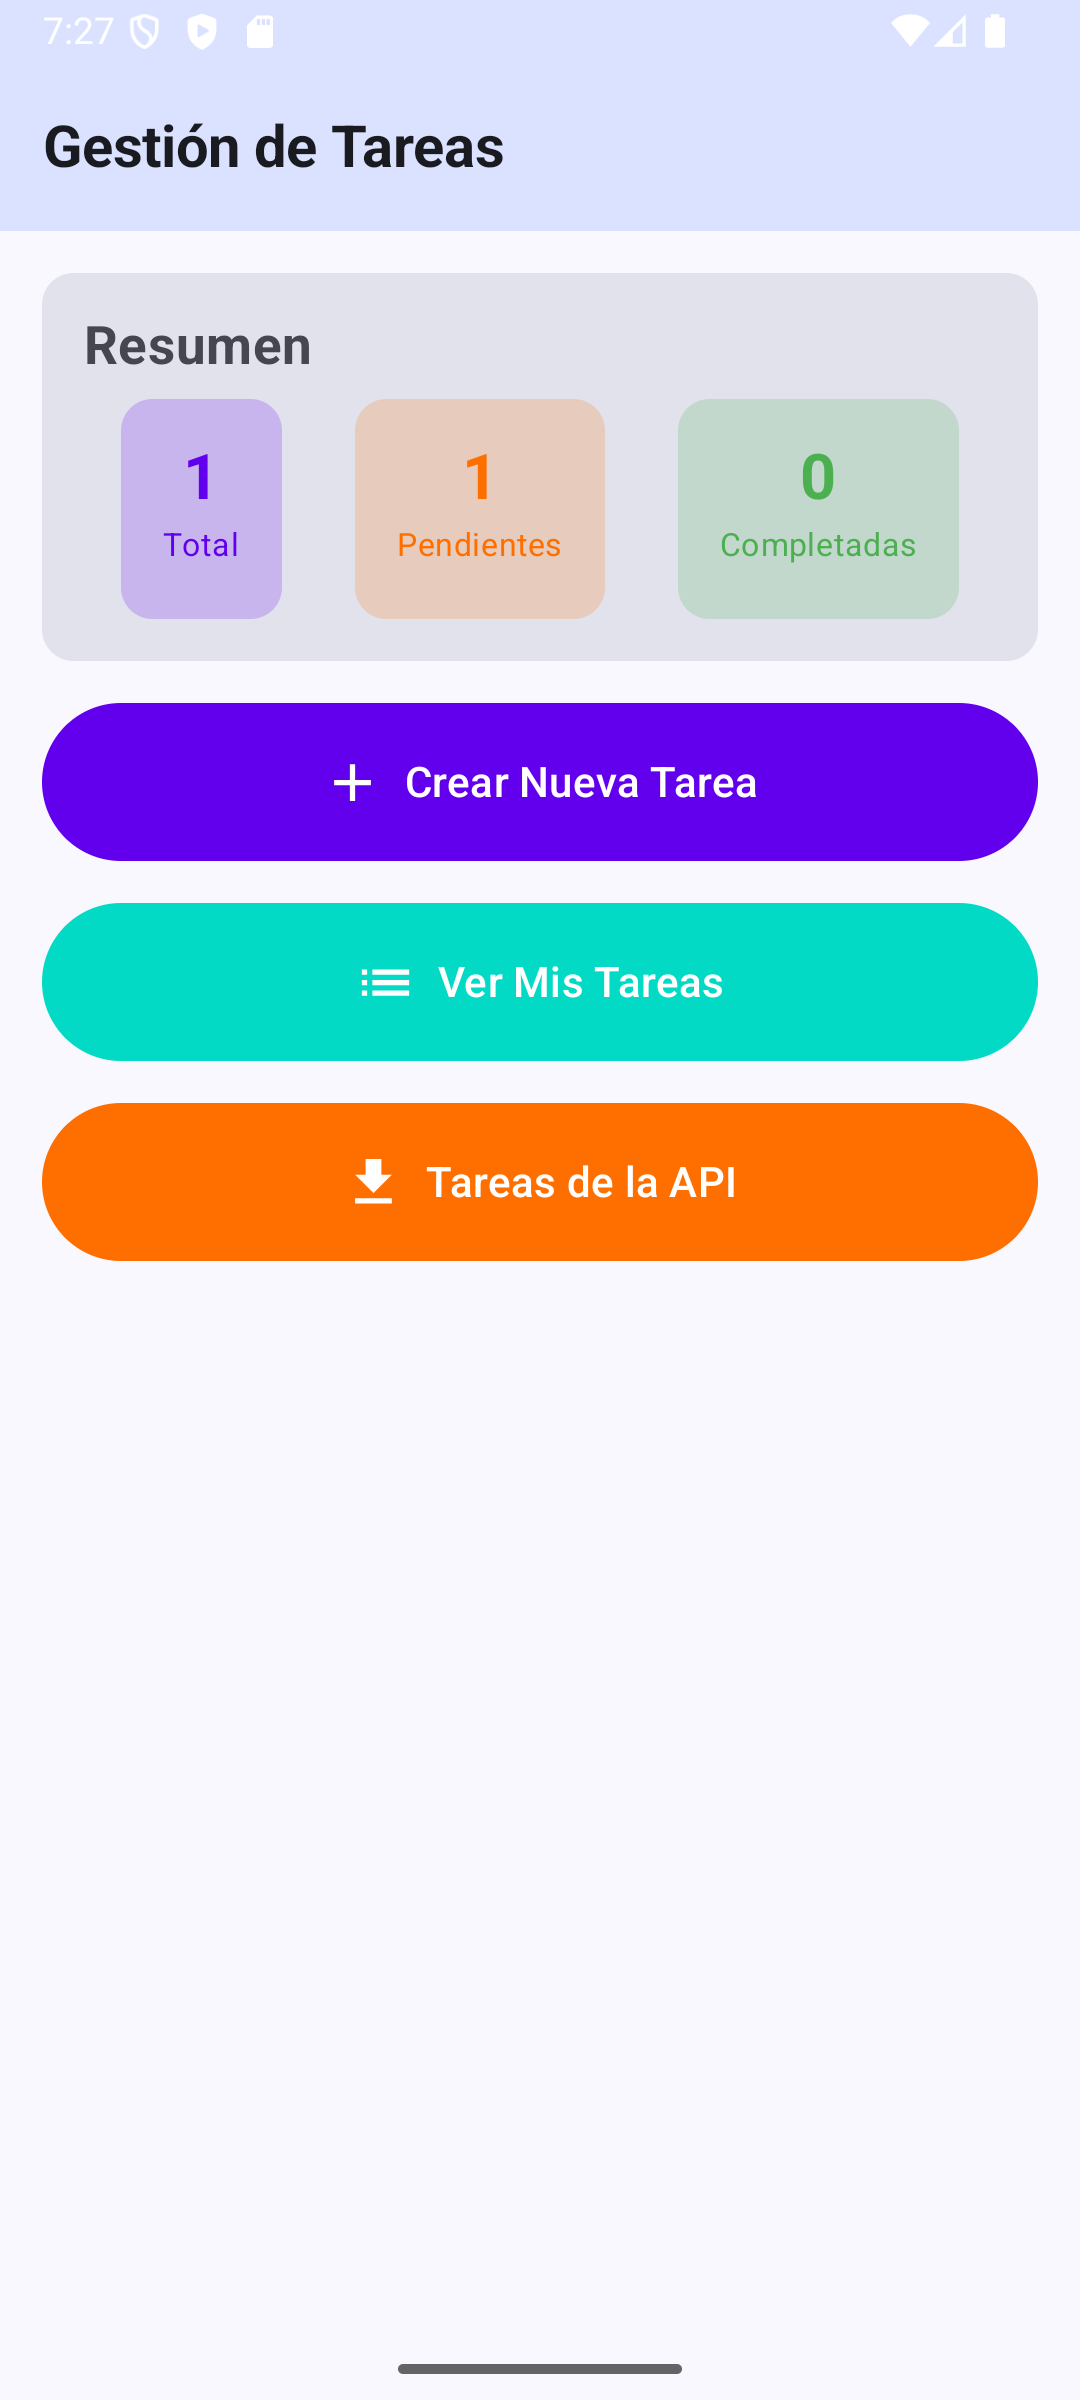 7:27
Gestión de Tareas
Resumen
1 1 0
Total Pendientes Completadas
Crear Nueva Tarea
Ver Mis Tareas
Tareas de la API